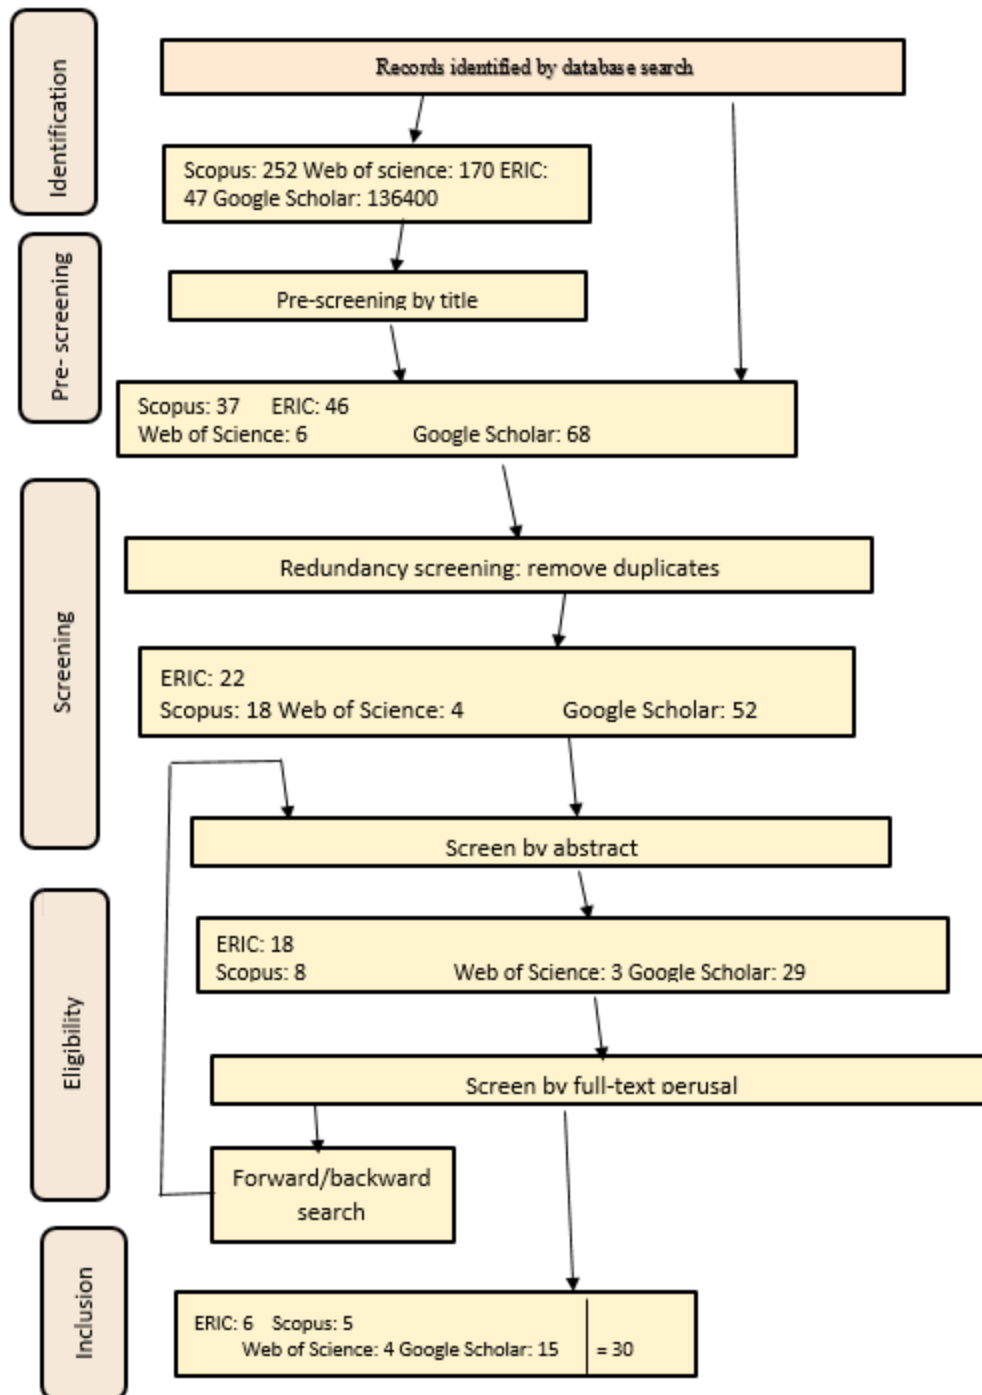 Identification
Records identified by database search
Scopus: 252 Web of science: 170 ERIC:
47 Google Scholar: 136400
Pre- screening
Pre-screening by title
Scopus: 37 ERIC: 46
Web of Science: 6 Google Scholar: 68
Screening
Redundancy screening: remove duplicates
ERIC: 22
Scopus: 18 Web of Science: 4 Google Scholar: 52
Screen by abstract
Eligibility
ERIC: 18
Scopus: 8 Web of Science: 3 Google Scholar: 29
Screen by full-text perusal
Forward/backward
search
Inclusion
ERIC: 6 Scopus: 5
Web of Science: 4 Google Scholar: 15 = 30